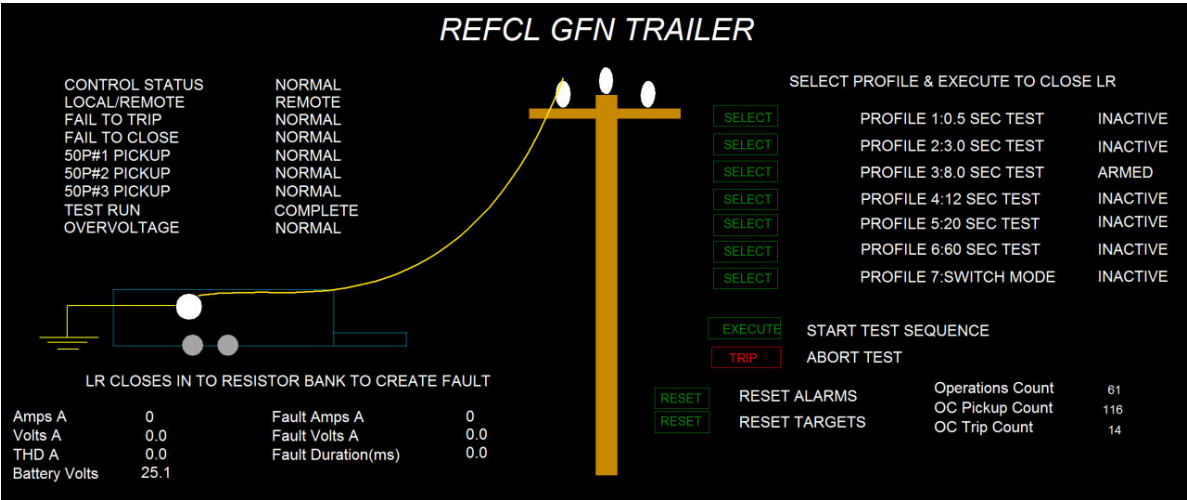 REFCL GFN TRAILER
CONTROL STATUS NORMAL
LOCAL/REMOTE REMOTE
FAIL TO TRIP NORMAL
FAIL TO CLOSE NORMAL
50P#1 PICKUP NORMAL
50P#2 PICKUP NORMAL
50P#3 PICKUP NORMAL
TEST RUN COMPLETE
OVERVOLTAGE NORMAL
SELECT PROFILE & EXECUTE TO CLOSE LR
SELECT PROFILE 1:0.5 SEC TEST INACTIVE
SELECT PROFILE 2:3.0 SEC TEST INACTIVE
SELECT PROFILE 3:8.0 SEC TEST ARMED
SELECT PROFILE 4:12 SEC TEST INACTIVE
SELECT PROFILE 5:20 SEC TEST INACTIVE
SELECT PROFILE 6:60 SEC TEST INACTIVE
SELECT PROFILE 7:SWITCH MODE INACTIVE
EXECUTE START TEST SEQUENCE
TRIP ABORT TEST
LR CLOSES IN TO RESISTOR BANK TO CREATE FAULT
Amps A 0 Fault Amps A 0
Volts A 0.0 Fault Volts A 0.0
THD A 0.0 Fault Duration(ms) 0.0
Battery Volts 25.1
RESET RESET ALARMS
RESET RESET TARGETS
Operations Count 61
OC Pickup Count 116
OC Trip Count 14